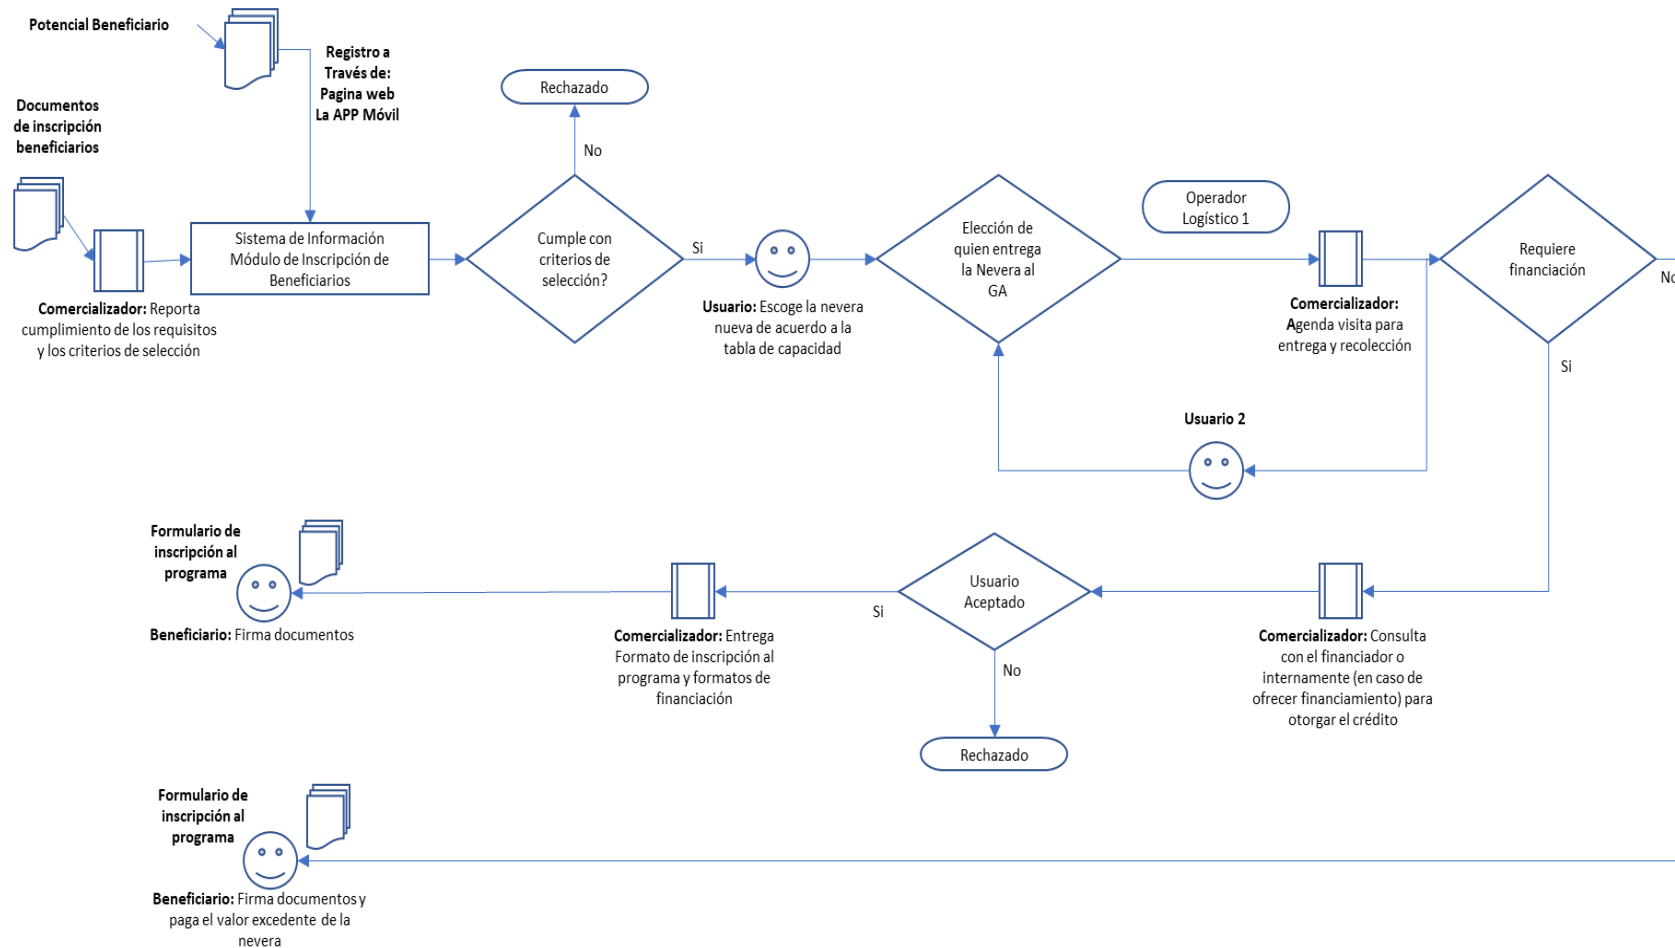 Potencial Beneficiario
Registro a
Través de:
Pagina web
La APP Móvil
Documentos
de inscripción
beneficiarios
Comercializador: Reporta
cumplimiento de los requisitos
y los criterios de selección
Sistema de Información
Módulo de Inscripción de
Beneficiarios
Rechazado
No
Cumple con
criterios de
selección?
Si
Usuario: Escoge la nevera
nueva de acuerdo a la
tabla de capacidad
Elección de
quien entrega
la Nevera al
GA
Operador
Logístico 1
Comercializador:
Agenda visita para
entrega y recolección
Requiere
financiación
No
Si
Usuario 2
Formulario de
inscripción al
programa
Beneficiario: Firma documentos
Comercializador: Entrega
Formato de inscripción al
programa y formatos de
financiación
Si
Usuario
Aceptado
No
Rechazado
Comercializador: Consulta
con el financiador o
internamente (en caso de
ofrecer financiamiento) para
otorgar el crédito
Formulario de
inscripción al
programa
Beneficiario: Firma documentos y
paga el valor excedente de la
nevera